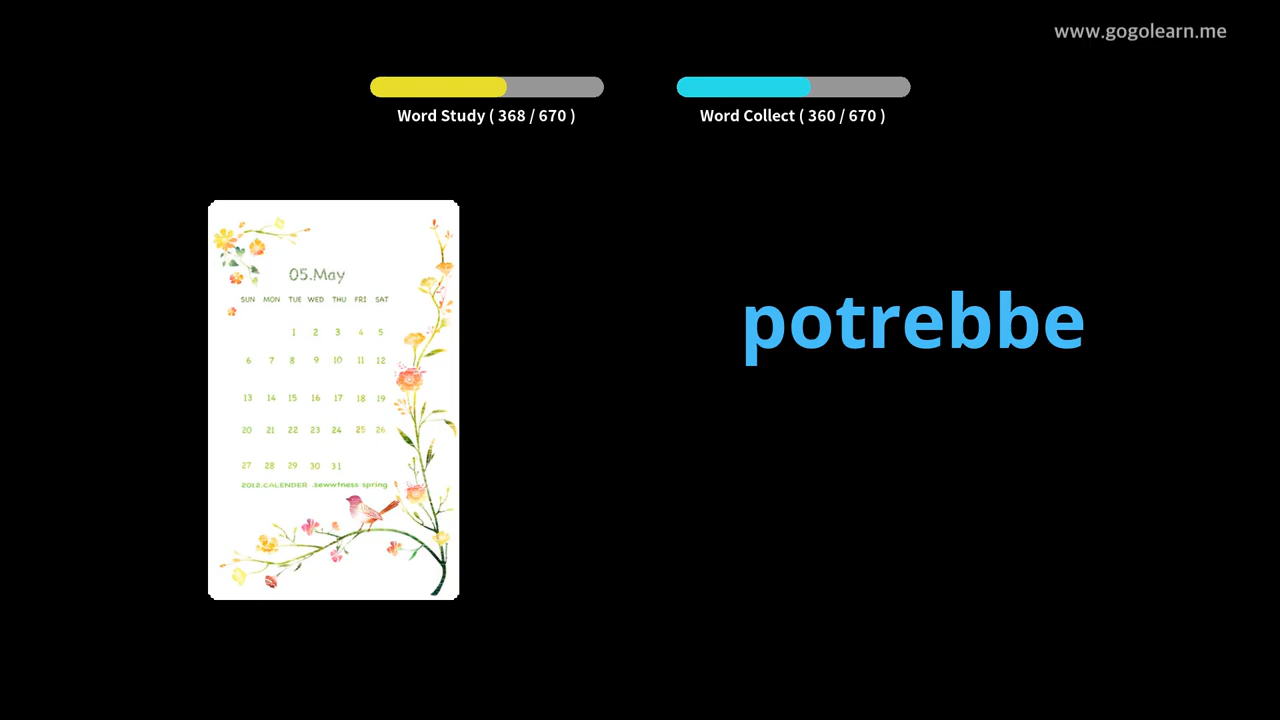 www.gogolearn.me
Word Study ( 368 / 670 )
Word Collect ( 360 / 670 )
05.May
SUN MON TUE WED THU FRI SAT
1 2 3 4 5
6 7 8 9 10 11 12
13 14 15 16 17 18 19
20 21 22 23 24 25 26
27 28 29 30 31
2012.CALENDER .sewwtness spring
potrebbe